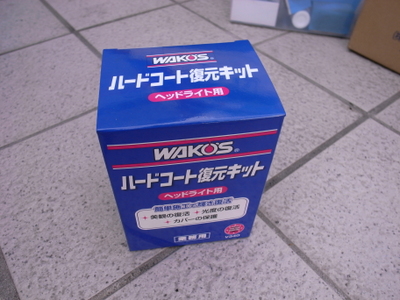 WAKO'S
ハードコート復元キット
ヘッドライト用
WAKO'S
ハードコート復元キット
ヘッドライト用
簡単施工で輝き復活
+美観の復活 +光度の復活
+カバーの保護
業務用